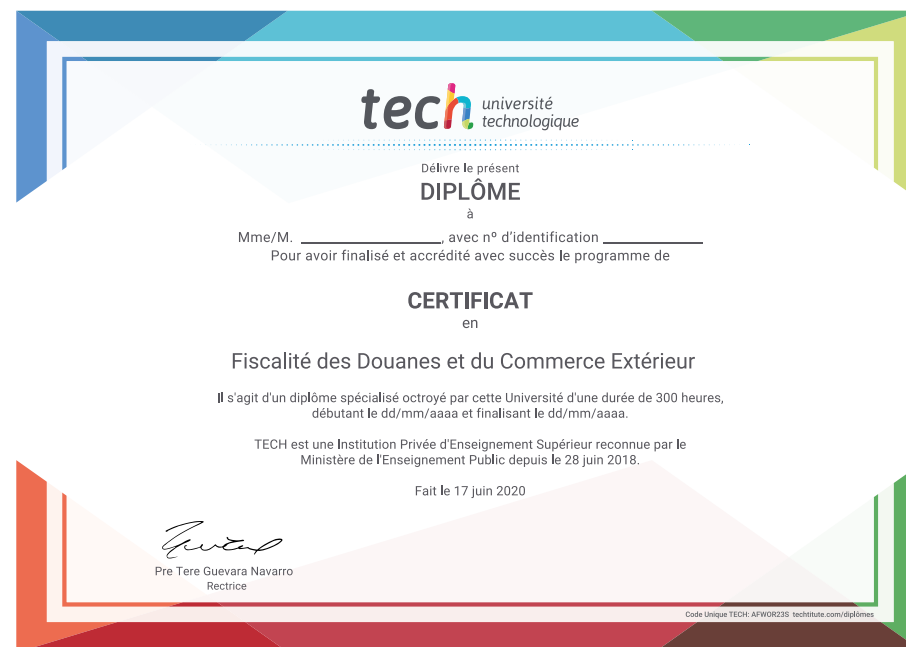 tech université
technologique
Délivre le présent
DIPLÔME
à
Mme/M. ____________________, avec nº d'identification ______________
Pour avoir finalisé et accrédité avec succès le programme de
CERTIFICAT
en
Fiscalité des Douanes et du Commerce Extérieur
Il s'agit d'un diplôme spécialisé octroyé par cette Université d'une durée de 300 heures,
débutant le dd/mm/aaaa et finalisant le dd/mm/aaaa.
TECH est une Institution Privée d'Enseignement Supérieur reconnue par le
Ministère de l'Enseignement Public depuis le 28 juin 2018.
Fait le 17 juin 2020
Pre Tere Guevara Navarro
Rectrice
Code Unique TECH: AFWOR23S techtitute.com/diplômes